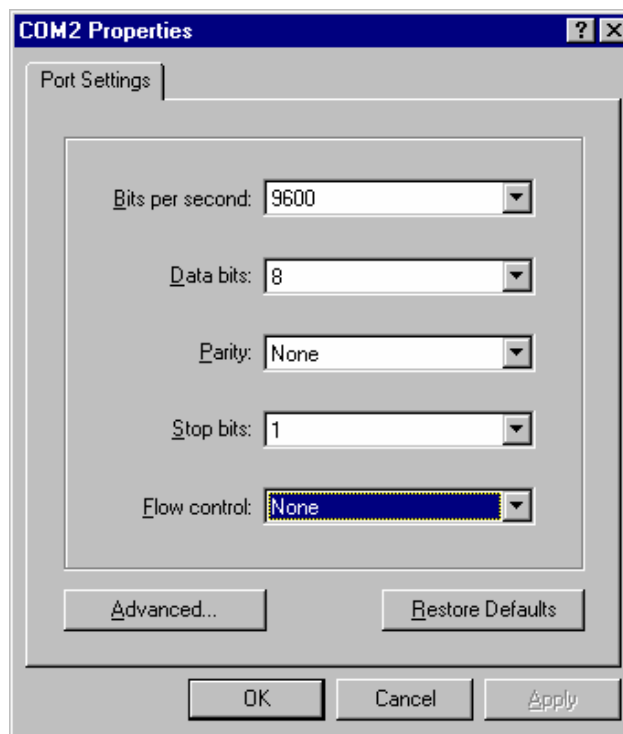 COM2 Properties
Port Settings
Bits per second: 9600
Data bits: 8
Parity: None
Stop bits: 1
Flow control: None
Advanced... Restore Defaults
OK Cancel Apply